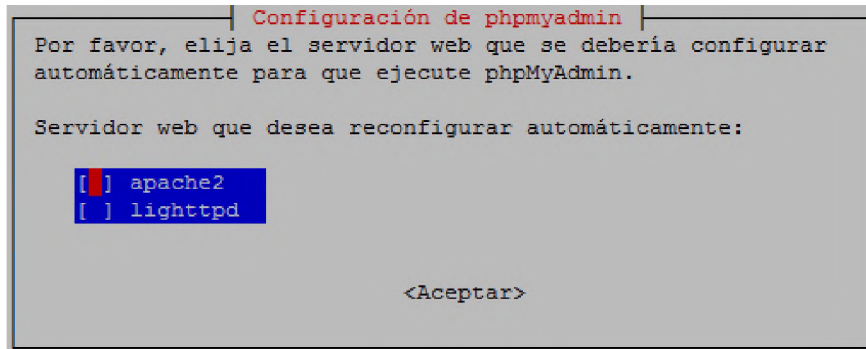 Configuración de phpmyadmin
Por favor, elija el servidor web que se debería configurar
automáticamente para que ejecute phpMyAdmin.
Servidor web que desea reconfigurar automáticamente:
[ ] apache2
[ ] lighttpd
<Aceptar>